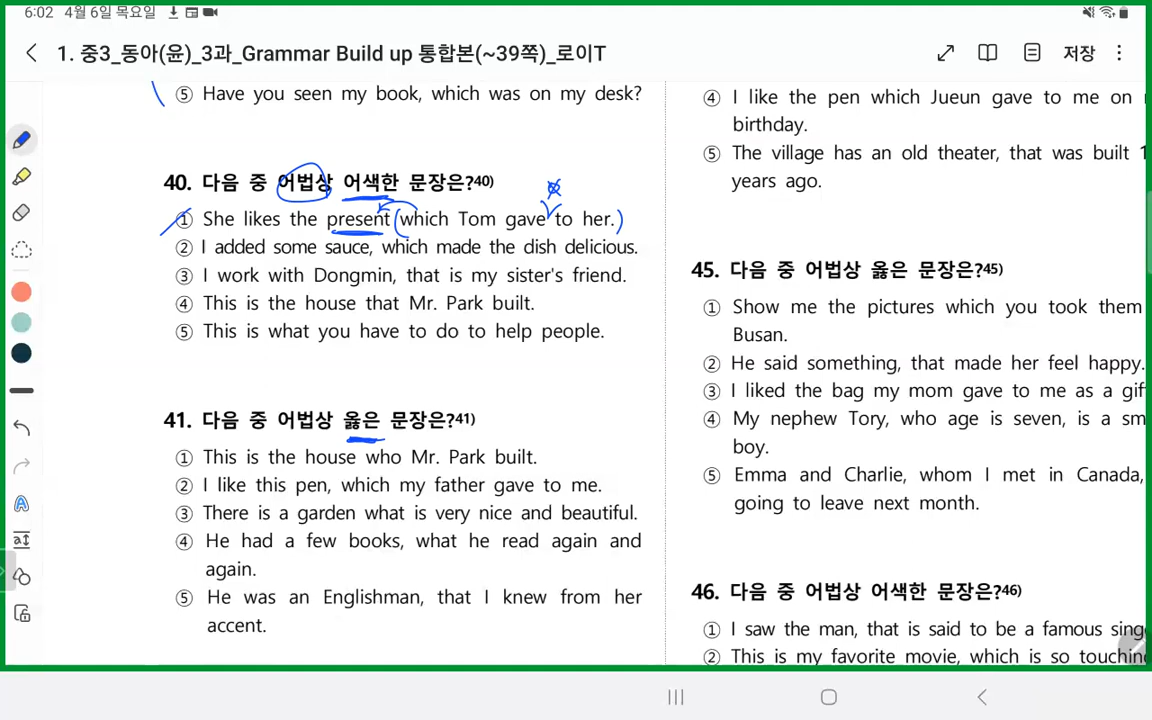 6:02 4월 6일 목요일
1. 중3_동아(윤)_3과_Grammar Build up 통합본(~39쪽)_로이T
저장
⑤ Have you seen my book, which was on my desk?
40. 다음 중 어법상 어색한 문장은?40)
① She likes the present which Tom gave to her.
② I added some sauce, which made the dish delicious.
③ I work with Dongmin, that is my sister's friend.
④ This is the house that Mr. Park built.
⑤ This is what you have to do to help people.
41. 다음 중 어법상 옳은 문장은?41)
① This is the house who Mr. Park built.
② I like this pen, which my father gave to me.
③ There is a garden what is very nice and beautiful.
④ He had a few books, what he read again and
again.
⑤ He was an Englishman, that I knew from her
accent.
④ I like the pen which Jueun gave to me on
birthday.
⑤ The village has an old theater, that was built 1
years ago.
45. 다음 중 어법상 옳은 문장은?45)
① Show me the pictures which you took them
Busan.
② He said something, that made her feel happy.
③ I liked the bag my mom gave to me as a gif
④ My nephew Tory, who age is seven, is a sm
boy.
⑤ Emma and Charlie, whom I met in Canada,
going to leave next month.
46. 다음 중 어법상 어색한 문장은?46)
① I saw the man, that is said to be a famous sing
② This is my favorite movie, which is so touchin